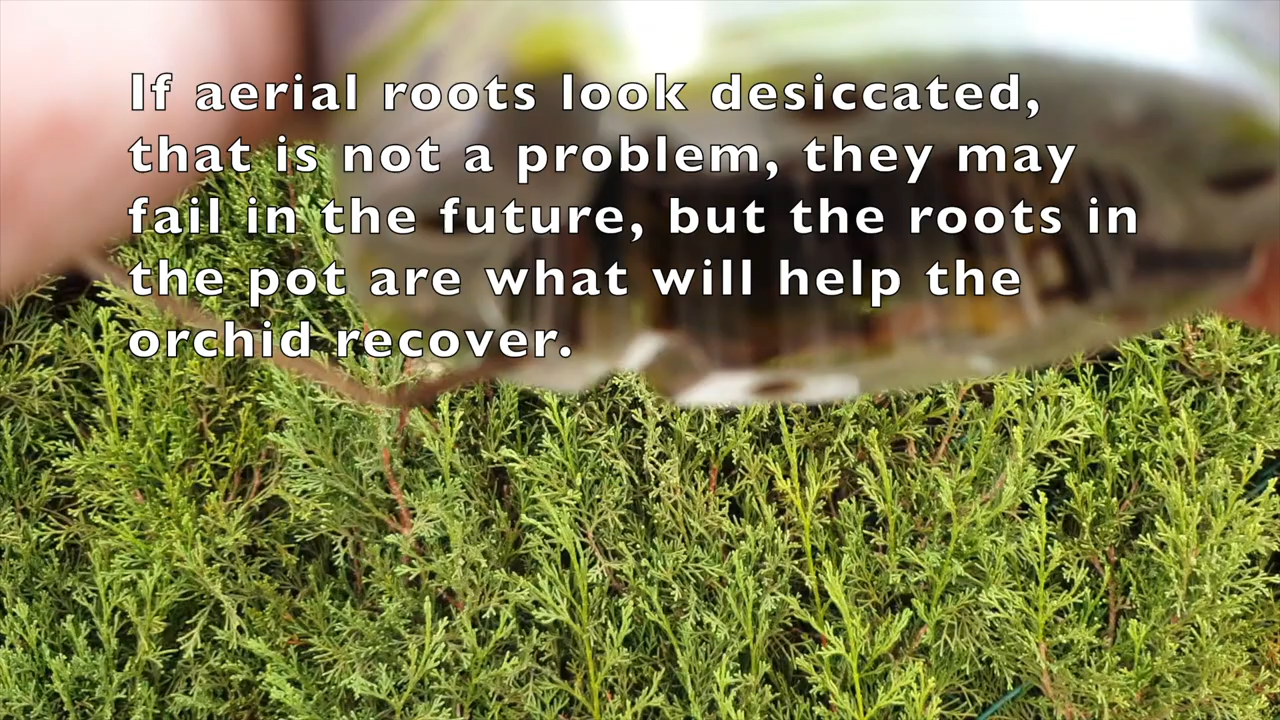 If aerial roots look desiccated,
that is not a problem, they may
fail in the future, but the roots in
the pot are what will help the
orchid recover.